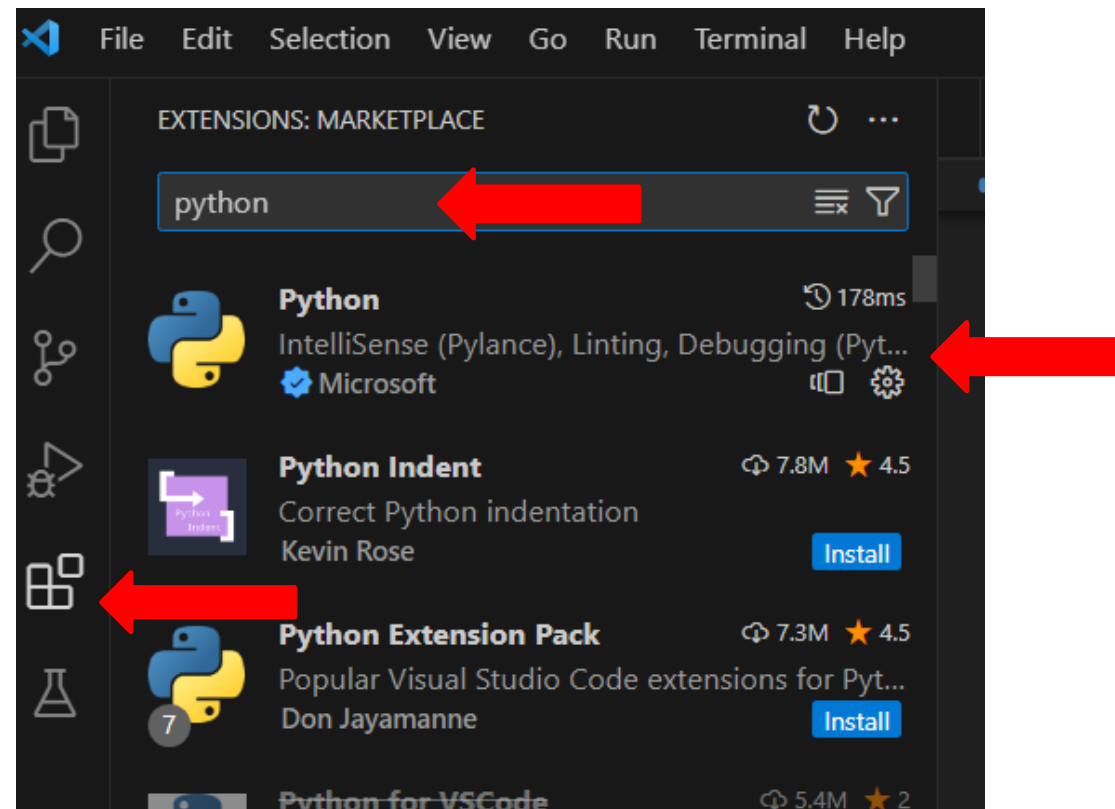 File Edit Selection View Go Run Terminal Help
EXTENSIONS: MARKETPLACE
python
Python 178ms
IntelliSense (Pylance), Linting, Debugging (Pyt...
Microsoft
Python Indent 7.8M 4.5
Python Indent
Correct Python indentation
Kevin Rose Install
Python Extension Pack 7.3M 4.5
Popular Visual Studio Code extensions for Pyt...
7 Don Jayamanne Install
Python for VSCode 5.4M 2